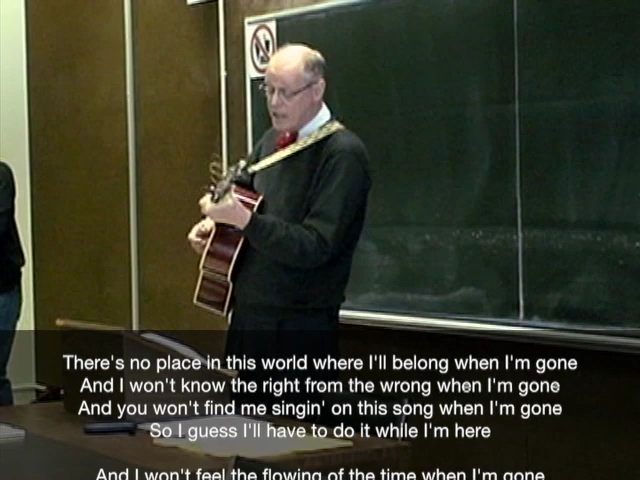 There's no place in this world where I'll belong when I'm gone
And I won't know the right from the wrong when I'm gone
And you won't find me singin' on this song when I'm gone
So I guess I'll have to do it while I'm here
And I won't feel the flowing of the time when I'm gone